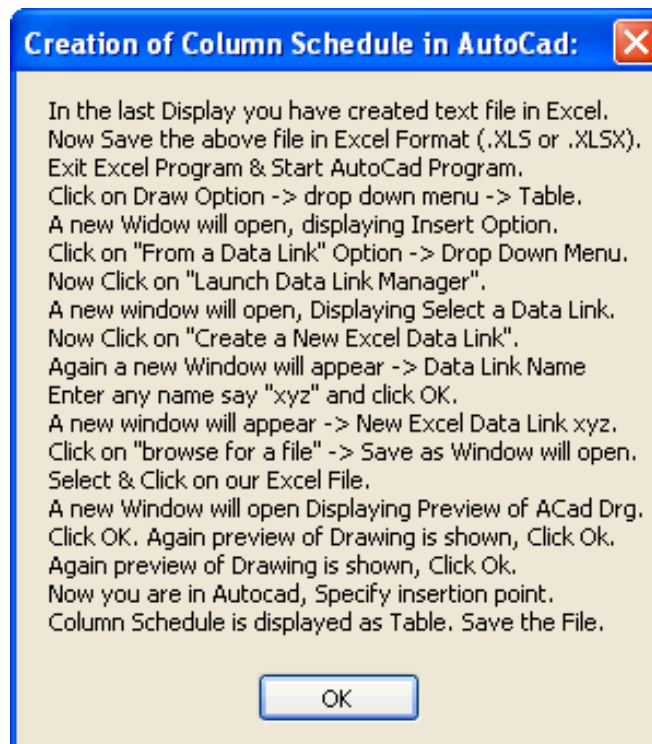 Creation of Column Schedule in AutoCad:
In the last Display you have created text file in Excel.
Now Save the above file in Excel Format (.XLS or .XLSX).
Exit Excel Program & Start AutoCad Program.
Click on Draw Option -> drop down menu -> Table.
A new Widow will open, displaying Insert Option.
Click on "From a Data Link" Option -> Drop Down Menu.
Now Click on "Launch Data Link Manager".
A new window will open, Displaying Select a Data Link.
Now Click on "Create a New Excel Data Link".
Again a new Window will appear -> Data Link Name
Enter any name say "xyz" and click OK.
A new window will appear -> New Excel Data Link xyz.
Click on "browse for a file" -> Save as Window will open.
Select & Click on our Excel File.
A new Window will open Displaying Preview of ACad Drg.
Click OK. Again preview of Drawing is shown, Click Ok.
Again preview of Drawing is shown, Click Ok.
Now you are in Autocad, Specify insertion point.
Column Schedule is displayed as Table. Save the File.
OK